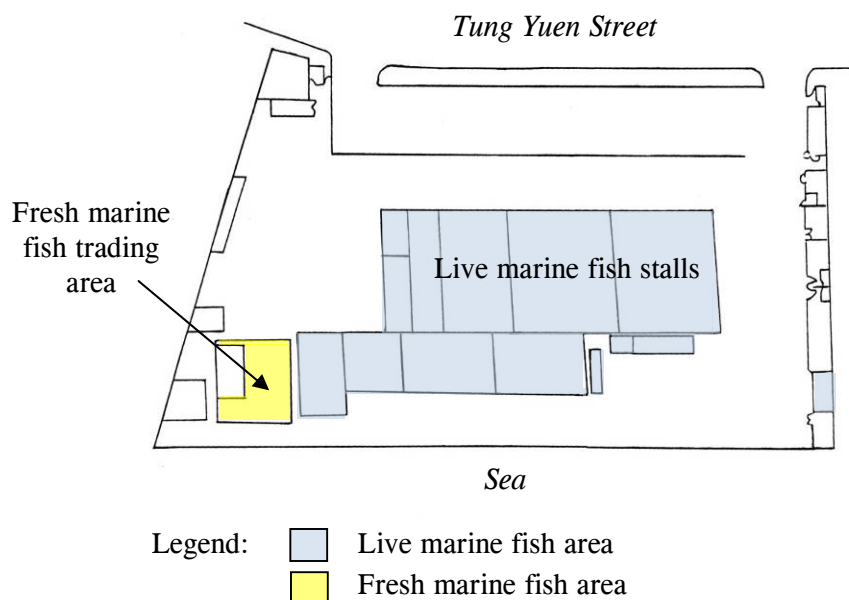 Tung Yuen Street
Fresh marine
fish trading
area
Live marine fish stalls
Sea
Legend:
Live marine fish area
Fresh marine fish area